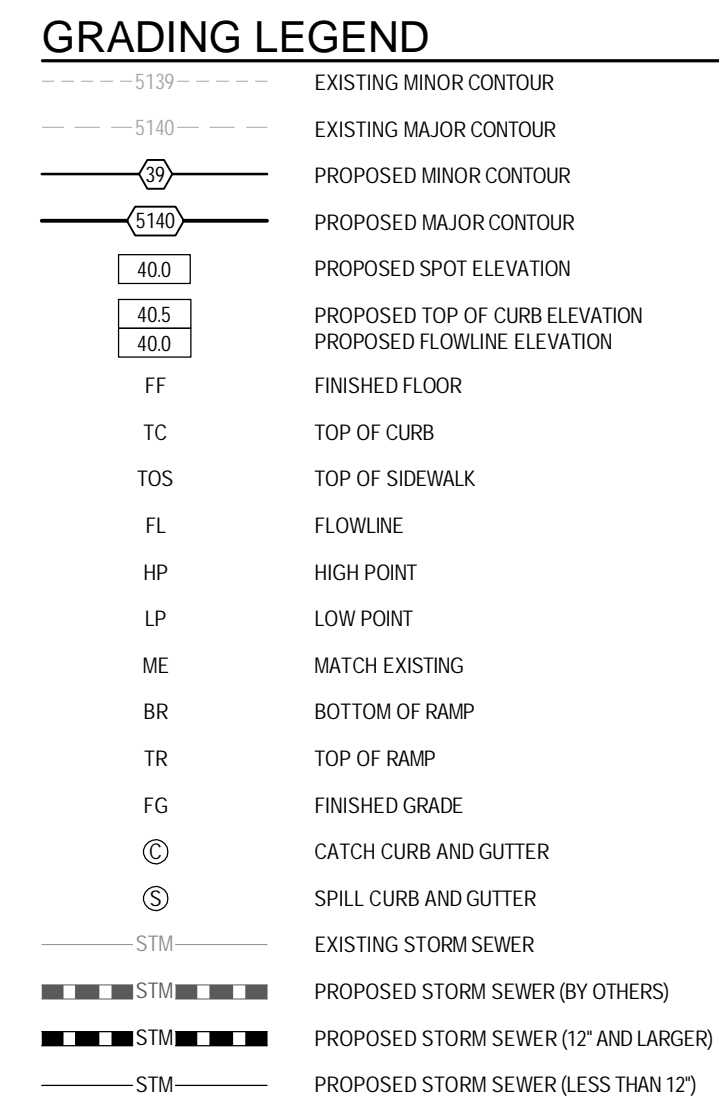 GRADING LEGEND
5139 EXISTING MINOR CONTOUR
5140 EXISTING MAJOR CONTOUR
39 PROPOSED MINOR CONTOUR
5140 PROPOSED MAJOR CONTOUR
40.0 PROPOSED SPOT ELEVATION
40.5 PROPOSED TOP OF CURB ELEVATION
40.0 PROPOSED FLOWLINE ELEVATION
FF FINISHED FLOOR
TC TOP OF CURB
TOS TOP OF SIDEWALK
FL FLOWLINE
HP HIGH POINT
LP LOW POINT
ME MATCH EXISTING
BR BOTTOM OF RAMP
TR TOP OF RAMP
FG FINISHED GRADE
C CATCH CURB AND GUTTER
S SPILL CURB AND GUTTER
STM EXISTING STORM SEWER
STM PROPOSED STORM SEWER (BY OTHERS)
STM PROPOSED STORM SEWER (12" AND LARGER)
STM PROPOSED STORM SEWER (LESS THAN 12")